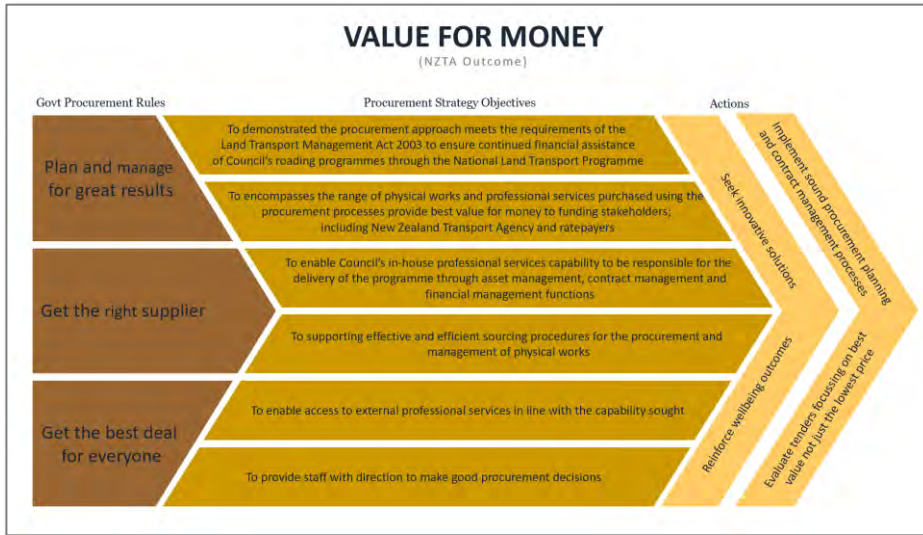 VALUE FOR MONEY
(NZTA Outcome)
Govt Procurement Rules
Procurement Strategy Objectives
Actions
Plan and manage
for great results
To demonstrated the procurement approach meets the requirements of the
Land Transport Management Act 2003 to ensure continued financial assistance
of Council's roading programmes through the National Land Transport Programme
To encompasses the range of physical works and professional services purchased using the
procurement processes provide best value for money to funding stakeholders;
including New Zealand Transport Agency and ratepayers
Get the right supplier
To enable Council's in-house professional services capability to be responsible for the
delivery of the programme through asset management, contract management and
financial management functions
To supporting effective and efficient sourcing procedures for the procurement and
management of physical works
Get the best deal
for everyone
To enable access to external professional services in line with the capability sought
To provide staff with direction to make good procurement decisions
Seek innovative solutions
Reinforce wellbeing outcomes
Implement sound procurement planning
and contract management processes
Evaluate tenders focussing on best
value not just the lowest price